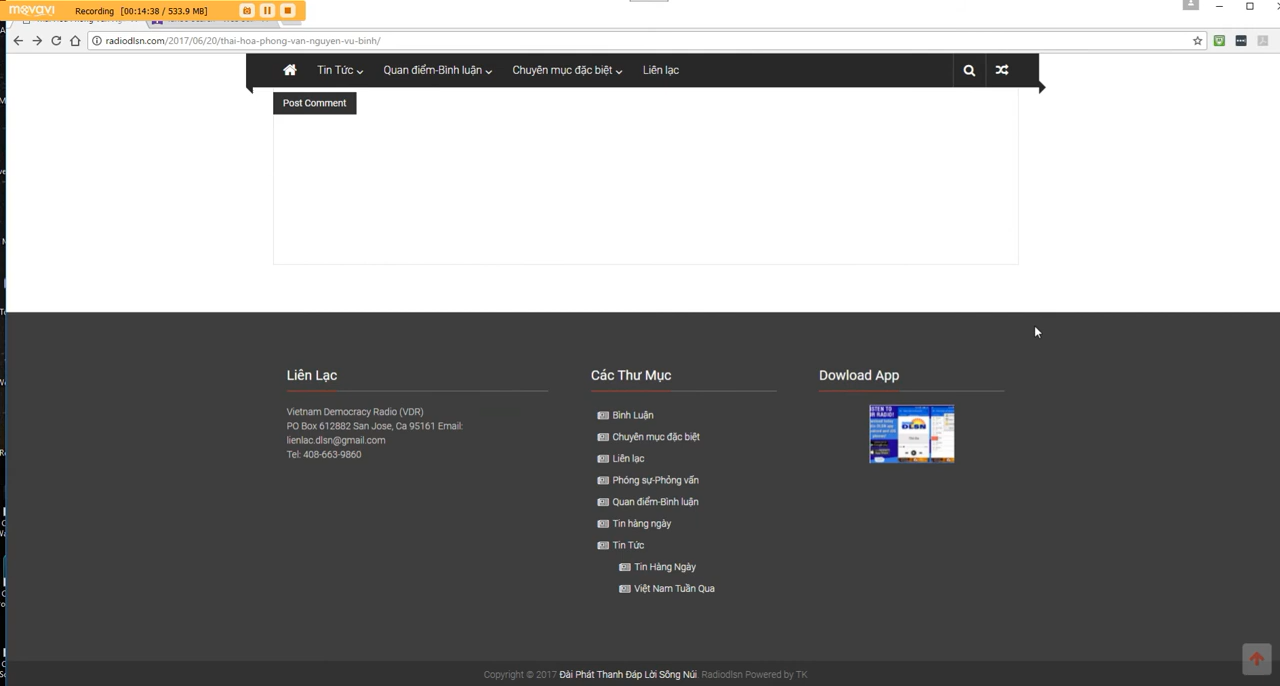 movavi Recording [00:14:38 / 533.9 MB]
radiodlsn.com/2017/06/20/thai-hoa-phong-van-nguyen-vu-binh/
Tin Tức Quan điểm-Bình luận Chuyên mục đặc biệt Liên lạc
Post Comment
Liên Lạc
Vietnam Democracy Radio (VDR)
PO Box 612882 San Jose, Ca 95161 Email:
lienlac.dlsn@gmail.com
Tel: 408-663-9860
Các Thư Mục
Bình Luận
Chuyên mục đặc biệt
Liên lạc
Phóng sự-Phỏng vấn
Quan điểm-Bình luận
Tin hàng ngày
Tin Tức
Tin Hàng Ngày
Việt Nam Tuần Qua
Dowload App
DLSN
Copyright © 2017 Đài Phát Thanh Đáp Lời Sông Núi. Radiodlsn Powered by TK